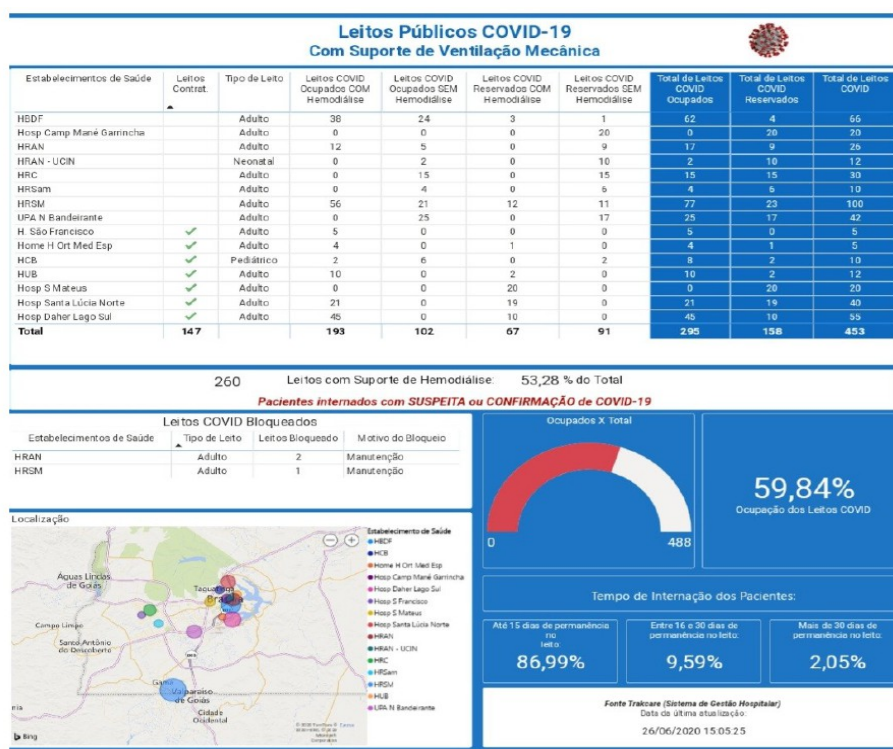 Leitos Públicos COVID-19
Com Suporte de Ventilação Mecânica
Estabelecimentos de Saúde Leitos Contrat. Tipo de Leito Leitos COVID Ocupados COM Hemodiálise Leitos COVID Ocupados SEM Hemodiálise Leitos COVID Reservados COM Hemodiálise Leitos COVID Reservados SEM Hemodiálise Total de Leitos COVID Ocupados Total de Leitos COVID Reservados Total de Leitos COVID
HBDF Adulto 38 24 3 1 62 4 66
Hosp Camp Mané Garrincha Adulto 0 0 0 20 0 20 20
HRAN Adulto 12 5 0 9 17 9 26
HRAN - UCIN Neonatal 0 2 0 10 2 10 12
HRC Adulto 0 15 0 15 15 15 30
HRSam Adulto 0 4 0 6 4 6 10
HRSM Adulto 56 21 12 11 77 23 100
UPA N Bandeirante Adulto 0 25 0 17 25 17 42
H. São Francisco ✓ Adulto 5 0 0 0 5 0 5
Home H Ort Med Esp ✓ Adulto 4 0 1 0 4 1 5
HCB ✓ Pediátrico 2 6 0 2 8 2 10
HUB ✓ Adulto 10 0 2 0 10 2 12
Hosp S Mateus ✓ Adulto 0 0 20 0 0 20 20
Hosp Santa Lúcia Norte ✓ Adulto 21 0 19 0 21 19 40
Hosp Daher Lago Sul ✓ Adulto 45 0 10 0 45 10 55
Total 147 193 102 67 91 295 158 453
260 Leitos com Suporte de Hemodiálise: 53,28 % do Total
Pacientes internados com SUSPEITA ou CONFIRMAÇÃO de COVID-19
Leitos COVID Bloqueados
Estabelecimentos de Saúde Tipo de Leito Leitos Bloqueado Motivo do Bloqueio
HRAN Adulto 2 Manutenção
HRSM Adulto 1 Manutenção
Ocupados X Total
0 488
59,84%
Ocupação dos Leitos COVID
Localização
Águas Lindas de Goiás
Taguatinga
Brasília
Campo Limpo
Santo Antônio do Descoberto
Gama
Valparaíso de Goiás
Cidade Ocidental
Bing
Estabelecimento de Saúde
HBDF
HCB
Home H Ort Med Esp
Hosp Camp Mané Garrincha
Hosp Daher Lago Sul
Hosp S Francisco
Hosp S Mateus
Hosp Santa Lúcia Norte
HRAN
HRAN - UCIN
HRC
HRSam
HRSM
HUB
UPA N Bandeirante
Tempo de Internação dos Pacientes:
Até 15 dias de permanência no leito:
86,99%
Entre 16 e 30 dias de permanência no leito:
9,59%
Mais de 30 dias de permanência no leito:
2,05%
Fonte Trakcare (Sistema de Gestão Hospitalar)
Data da última atualização:
26/06/2020 15:05:25